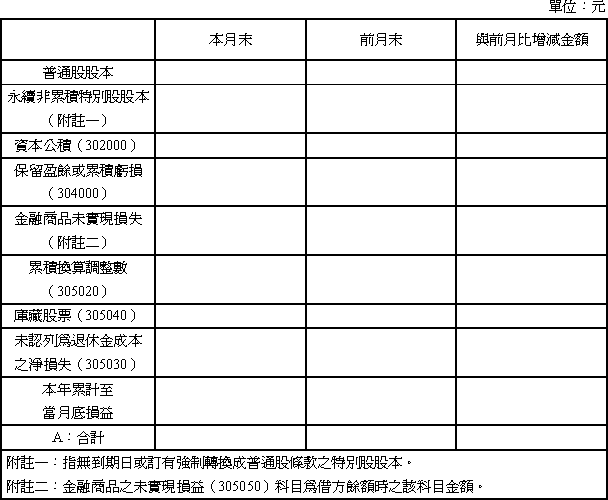 單位：元
本月末 前月末 與前月比增減金額
普通股股本
永續非累積特別股股本
（附註一）
資本公積（302000）
保留盈餘或累積虧損
（304000）
金融商品未實現損失
（附註二）
累積換算調整數
（305020）
庫藏股票（305040）
未認列為退休金成本
之淨損失（305030）
本年累計至
當月底損益
A：合計
附註一：指無到期日或訂有強制轉換成普通股條款之特別股股本。
附註二：金融商品之未實現損益（305050）科目為借方餘額時之該科目金額。